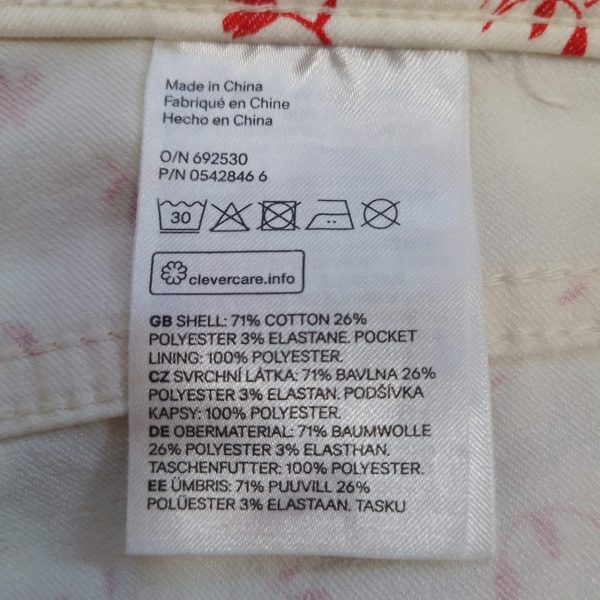 Made in China
Fabriqué en Chine
Hecho en China
O/N 692530
P/N 0542846 6
30
clevercare.info
GB SHELL: 71% COTTON 26%
POLYESTER 3% ELASTANE. POCKET
LINING: 100% POLYESTER.
CZ SVRCHNÍ LÁTKA: 71% BAVLNA 26%
POLYESTER 3% ELASTAN. PODŠÍVKA
KAPSY: 100% POLYESTER.
DE OBERMATERIAL: 71% BAUMWOLLE
26% POLYESTER 3% ELASTHAN.
TASCHENFUTTER: 100% POLYESTER.
EE ÜMBRIS: 71% PUUVILL 26%
POLÜESTER 3% ELASTAAN. TASKU